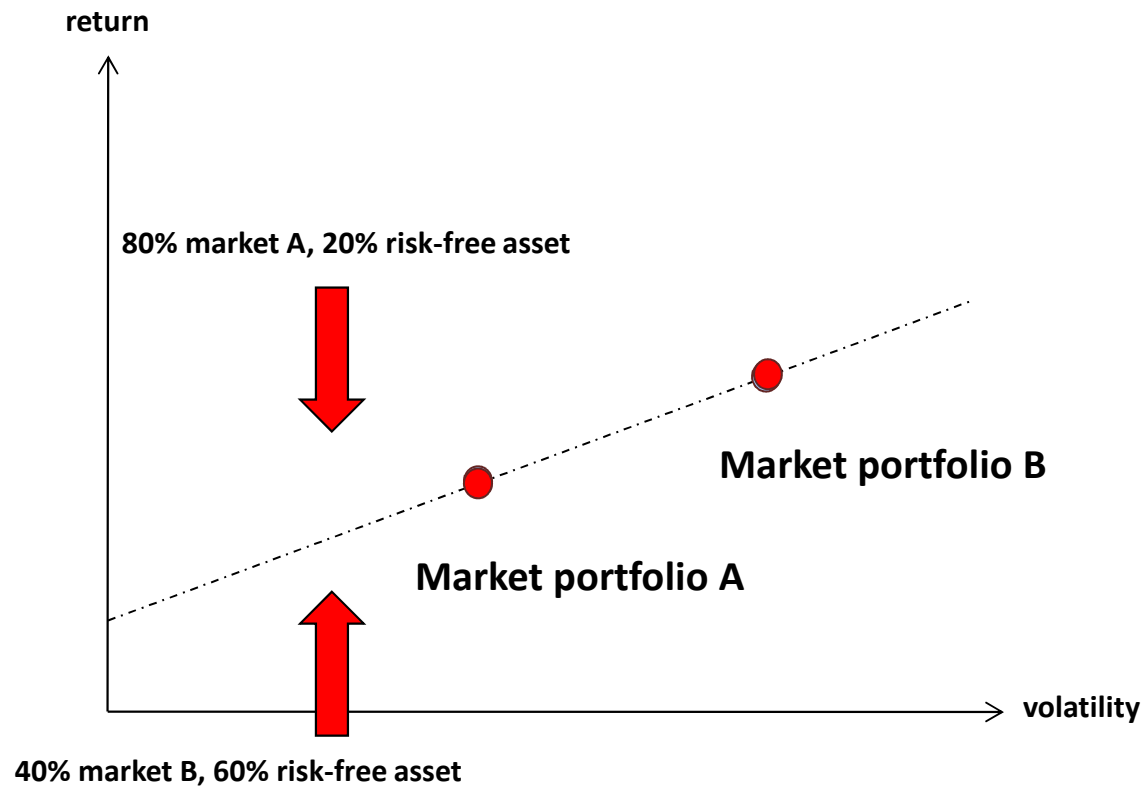 return
80% market A, 20% risk-free asset
Market portfolio B
Market portfolio A
volatility
40% market B, 60% risk-free asset